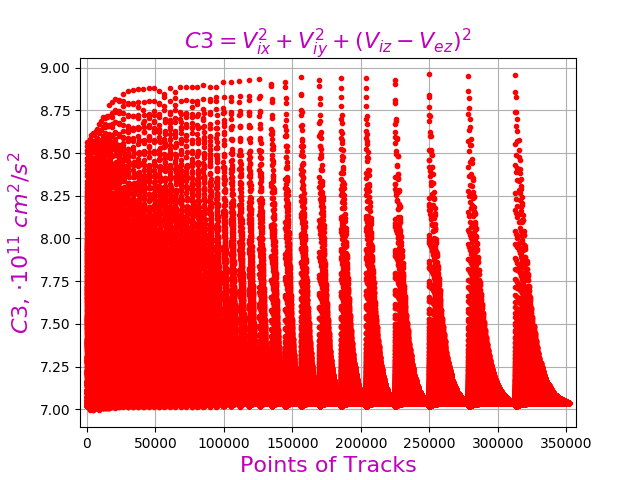 C3 = V_{ix}^2 + V_{iy}^2 + (V_{iz} − V_{ez})^2
9.00
8.75
8.50
8.25
8.00
7.75
7.50
7.25
7.00
C3, ·10^{11} cm^2/s^2
0 50000 100000 150000 200000 250000 300000 350000
Points of Tracks